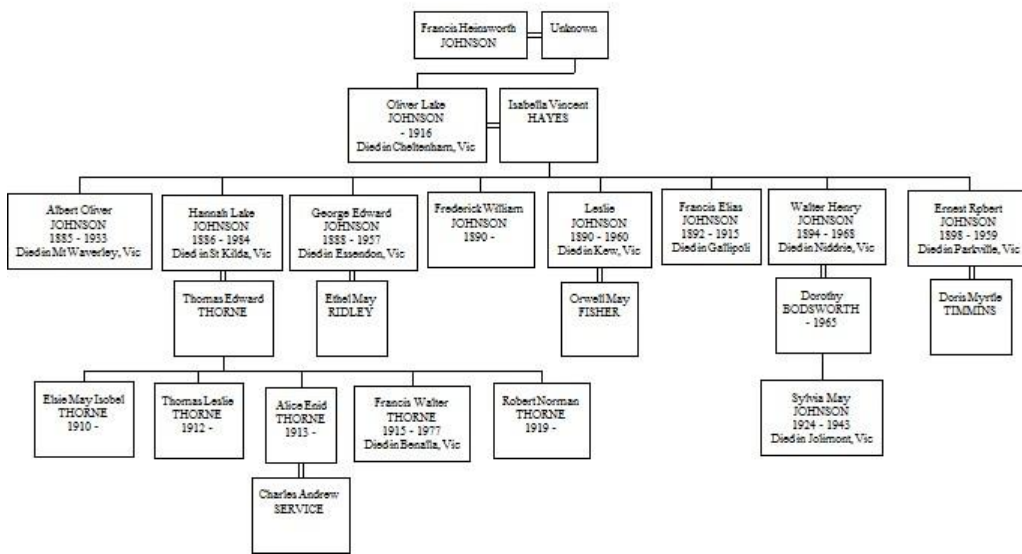 Francis Heinsworth
JOHNSON
Unknown
Oliver Lake
JOHNSON
- 1916
Died in Cheltenham, Vic
Isabella Vincent
HAYES
Albert Oliver
JOHNSON
1885 - 1933
Died in Mt Waverley, Vic
Hannah Lake
JOHNSON
1886 - 1984
Died in St Kilda, Vic
George Edward
JOHNSON
1888 - 1957
Died in Essendon, Vic
Frederick William
JOHNSON
1890 -
Leslie
JOHNSON
1890 - 1960
Died in Kew, Vic
Francis Elias
JOHNSON
1892 - 1915
Died in Gallipoli
Walter Henry
JOHNSON
1894 - 1968
Died in Niddrie, Vic
Ernest Rpbert
JOHNSON
1898 - 1959
Died in Parkville, Vic
Thomas Edward
THORNE
Ethel May
RIDLEY
Orwell May
FISHER
Dorothy
BODSWORTH
- 1965
Doris Myrtle
TIMMINS
Elsie May Isobel
THORNE
1910 -
Thomas Leslie
THORNE
1912 -
Alice Enid
THORNE
1913 -
Francis Walter
THORNE
1915 - 1977
Died in Benalla, Vic
Robert Norman
THORNE
1919 -
Sylvia May
JOHNSON
1924 - 1943
Died in Jolimont, Vic
Charles Andrew
SERVICE